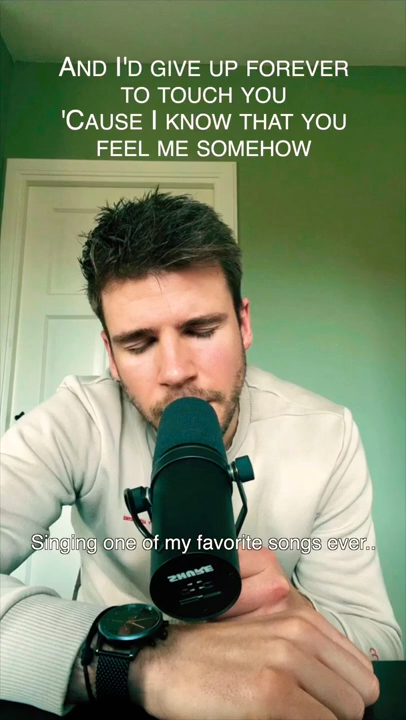 AND I'D GIVE UP FOREVER
TO TOUCH YOU
'CAUSE I KNOW THAT YOU
FEEL ME SOMEHOW
Singing one of my favorite songs ever..
SHURE